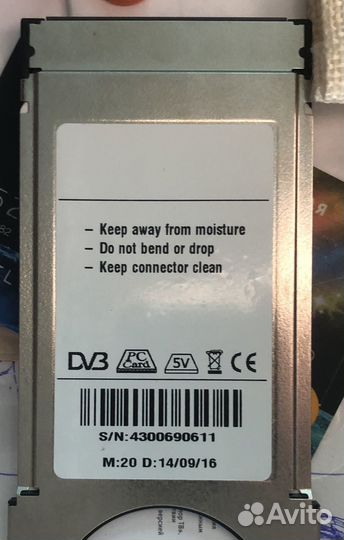 – Keep away from moisture
– Do not bend or drop
– Keep connector clean
DVB PC Card 5V CE
S/N:4300690611
M:20 D:14/09/16
Avito